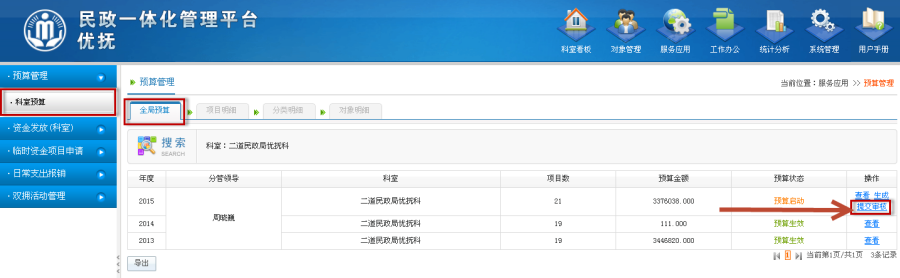 民政一体化管理平台
优抚
科室看板 对象管理 服务应用 工作办公 统计分析 系统管理 用户手册
预算管理
科室预算
资金发放(科室)
临时资金项目申请
日常支出报销
双拥活动管理
预算管理
当前位置：服务应用 >> 预算管理
全局预算 项目明细 分类明细 对象明细
搜索
SEARCH
科室：二道民政局优抚科
年度 分管领导 科室 项目数 预算金额 预算状态 操作
2015 周晓巍 二道民政局优抚科 21 3376038.000 预算启动 查看 生成
提交审核
2014 二道民政局优抚科 19 111.000 预算生效 查看
2013 二道民政局优抚科 19 3446820.000 预算生效 查看
1 当前第1页/共1页 3条记录
导出